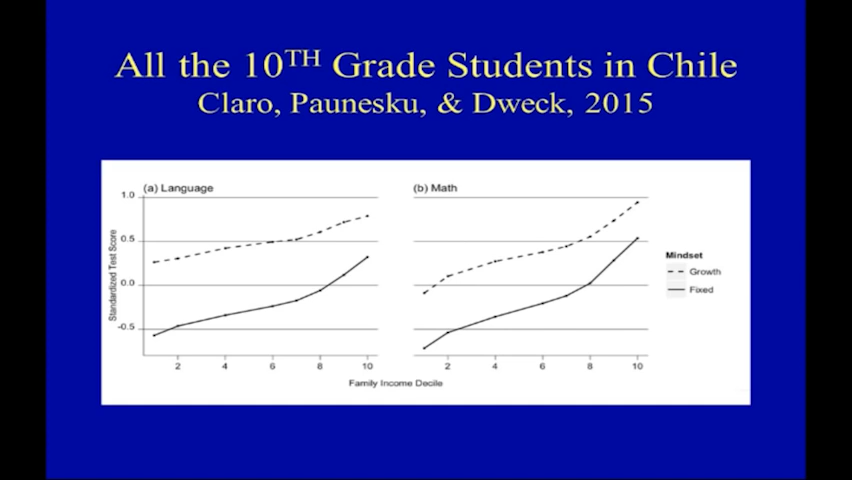 All the 10TH Grade Students in Chile
Claro, Paunesku, & Dweck, 2015
(a) Language
(b) Math
Standardized Test Score
1.0
0.5
0.0
-0.5
2 4 6 8 10
2 4 6 8 10
Family Income Decile
Mindset
Growth
Fixed